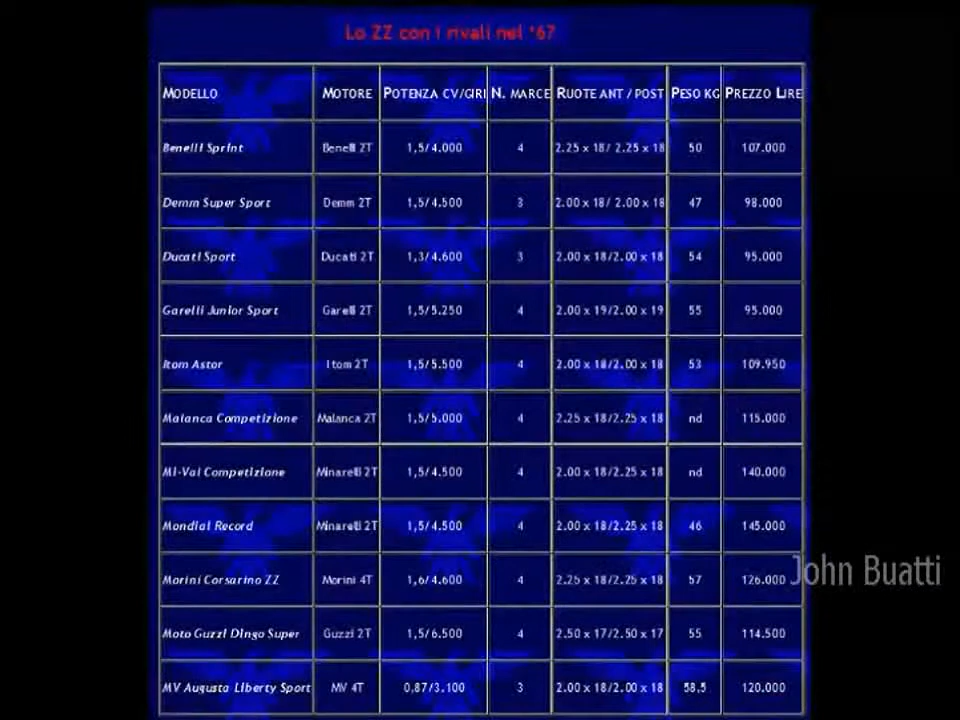 Lo ZZ con i rivali nel '67
MODELLO MOTORE POTENZA CV/GIRI N. MARCE RUOTE ANT / POST PESO KG PREZZO LIRE
Benelli Sprint Benelli 2T 1,5/4.000 4 2.25 x 18/ 2.25 x 18 50 107.000
Demm Super Sport Demm 2T 1,5/4.500 3 2.00 x 18/ 2.00 x 18 47 98.000
Ducati Sport Ducati 2T 1,3/4.600 3 2.00 x 18/2.00 x 18 54 95.000
Garelli Junior Sport Garelli 2T 1,5/5.250 4 2.00 x 19/2.00 x 19 55 95.000
Itom Astor Itom 2T 1,5/5.500 4 2.00 x 18/2.00 x 18 53 109.950
Malanca Competizione Malanca 2T 1,5/5.000 4 2.25 x 18/2.25 x 18 nd 115.000
Mi-Val Competizione Minarelli 2T 1,5/4.500 4 2.00 x 18/2.25 x 18 nd 140.000
Mondial Record Minarelli 2T 1,5/4.500 4 2.00 x 18/2.25 x 18 46 145.000
Morini Corsarino ZZ Morini 4T 1,6/4.600 4 2.25 x 18/2.25 x 18 57 126.000
John Buatti
Moto Guzzi Dingo Super Guzzi 2T 1,5/6.500 4 2.50 x 17/2.50 x 17 55 114.500
MV Augusta Liberty Sport MV 4T 0,87/3.100 3 2.00 x 18/2.00 x 18 58,5 120.000